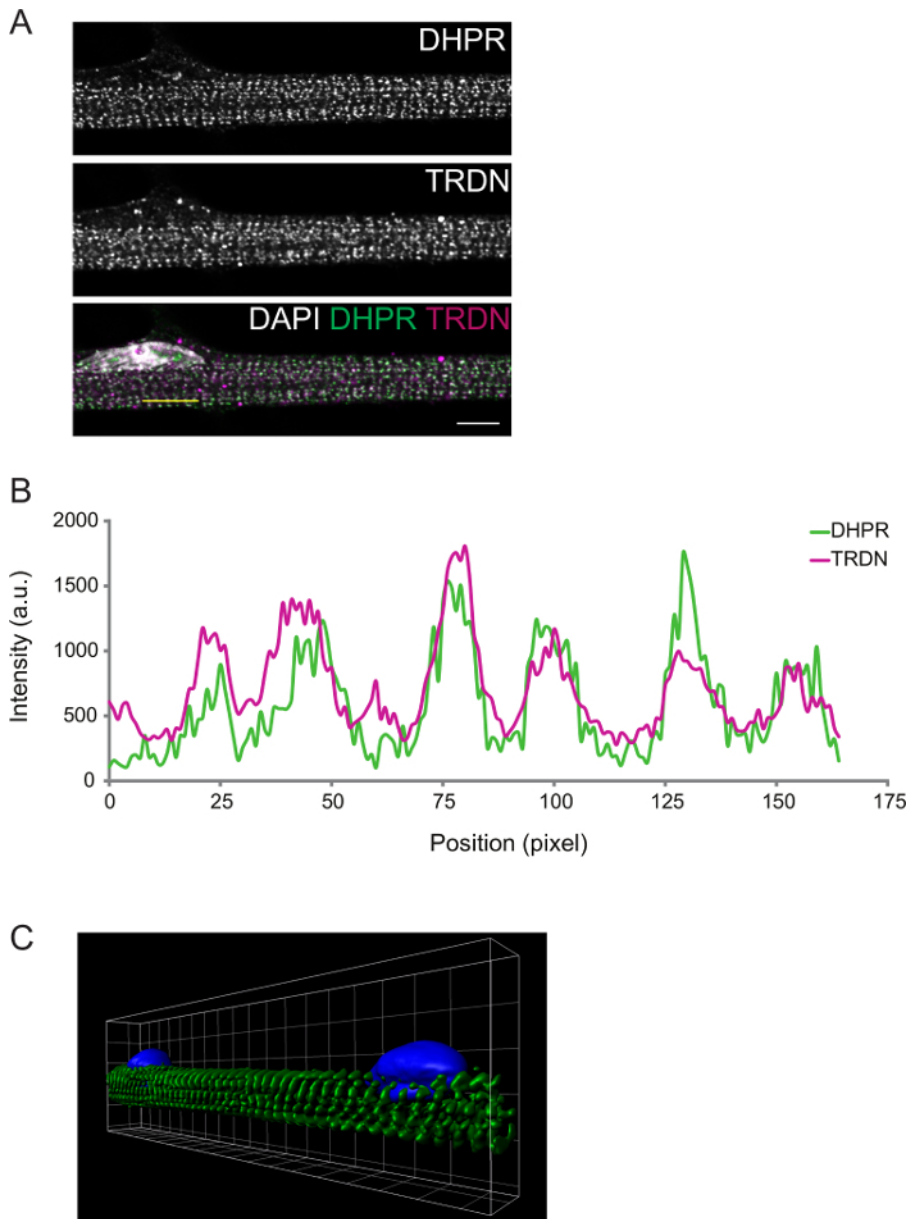 A
DHPR
TRDN
DAPI DHPR TRDN
B
2000
1500
1000
500
0
Intensity (a.u.)
DHPR
TRDN
0 25 50 75 100 125 150 175
Position (pixel)
C